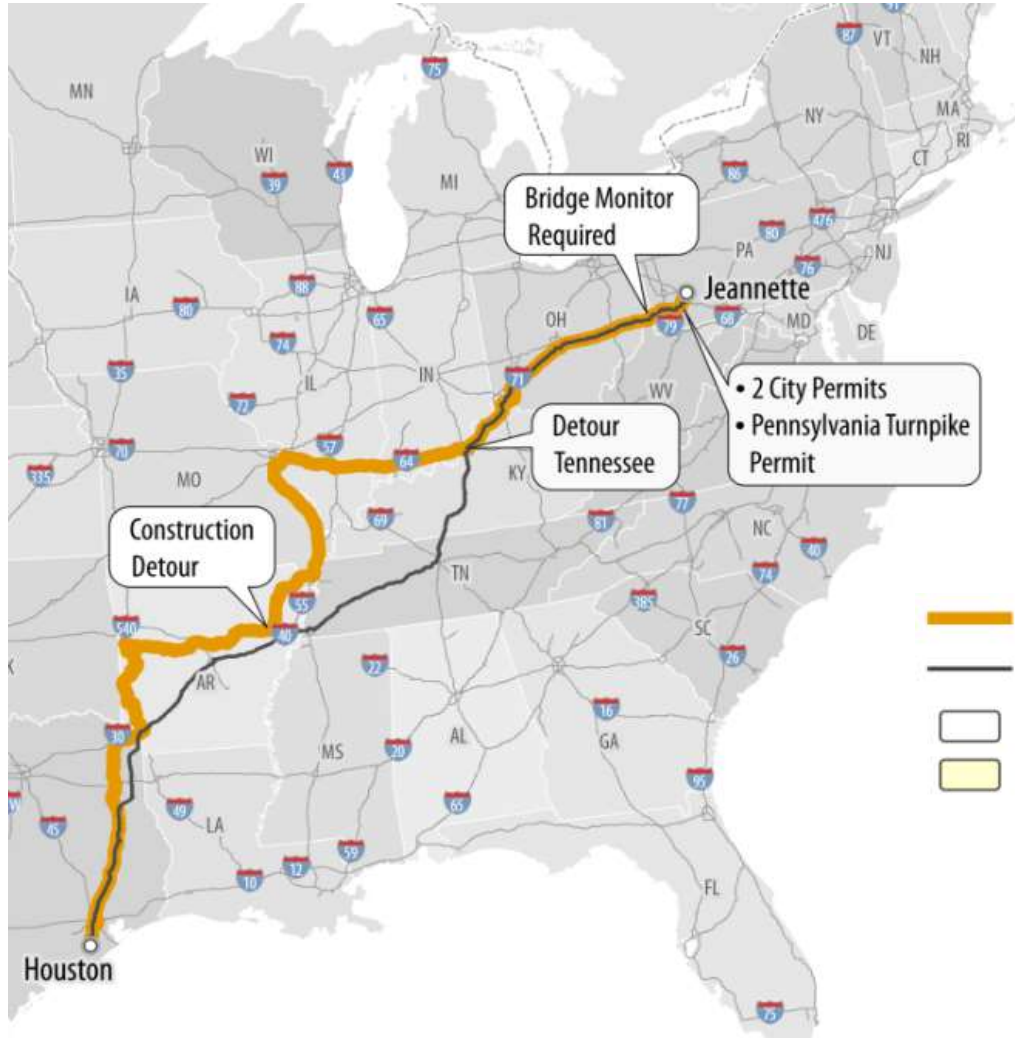 87
VT
NH
75
MN
MA
NY
WI
RI
CT
43
39
MI
86
Bridge Monitor
Required
476
80
PA
NJ
76
88
IA
80
65
Jeannette
MD
OH
79
68
DE
74
35
IN
IL
71
WV
72
• 2 City Permits
• Pennsylvania Turnpike
Permit
Detour
Tennessee
57
70
64
MO
KY
335
77
69
81
NC
Construction
Detour
40
TN
74
55
385
540
40
SC
22
26
AR
16
30
AL
GA
MS
20
95
49
65
45
LA
59
12
10
FL
Houston
75